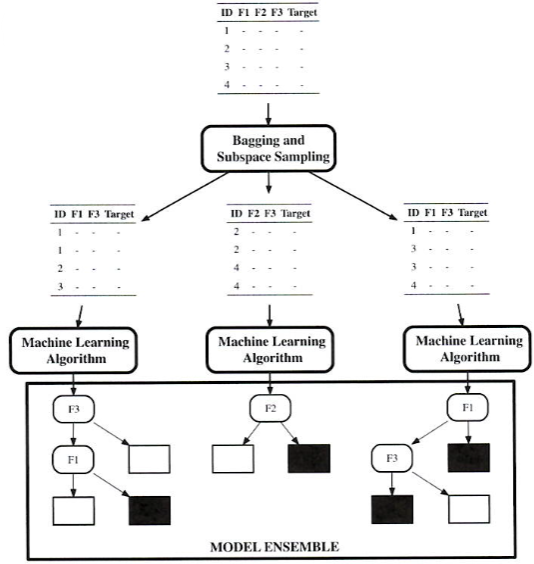 ID F1 F2 F3 Target
1 - - - -
2 - - - -
3 - - - -
4 - - - -
Bagging and
Subspace Sampling
ID F1 F3 Target
1 - - -
1 - - -
2 - - -
3 - - -
ID F2 F3 Target
2 - - -
2 - - -
4 - - -
4 - - -
ID F1 F3 Target
1 - - -
3 - - -
3 - - -
4 - - -
Machine Learning
Algorithm
Machine Learning
Algorithm
Machine Learning
Algorithm
F3
F2
F1
F1
F3
MODEL ENSEMBLE